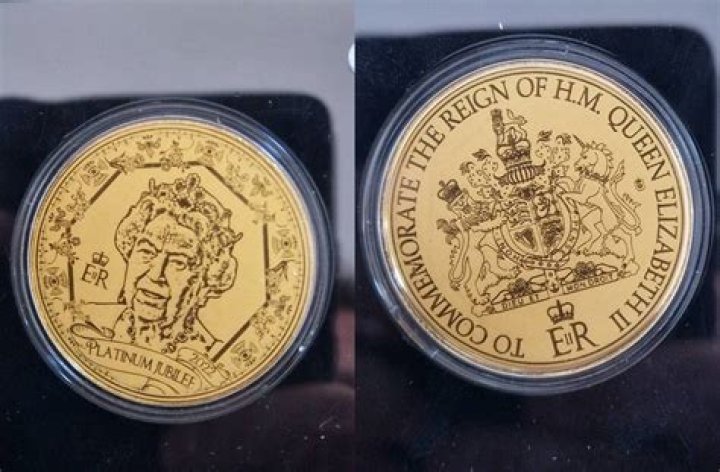 EIIR
PLATINUM JUBILEE 2022
TO COMMEMORATE THE REIGN OF H.M. QUEEN ELIZABETH II
DIEU ET MON DROIT
EIIR